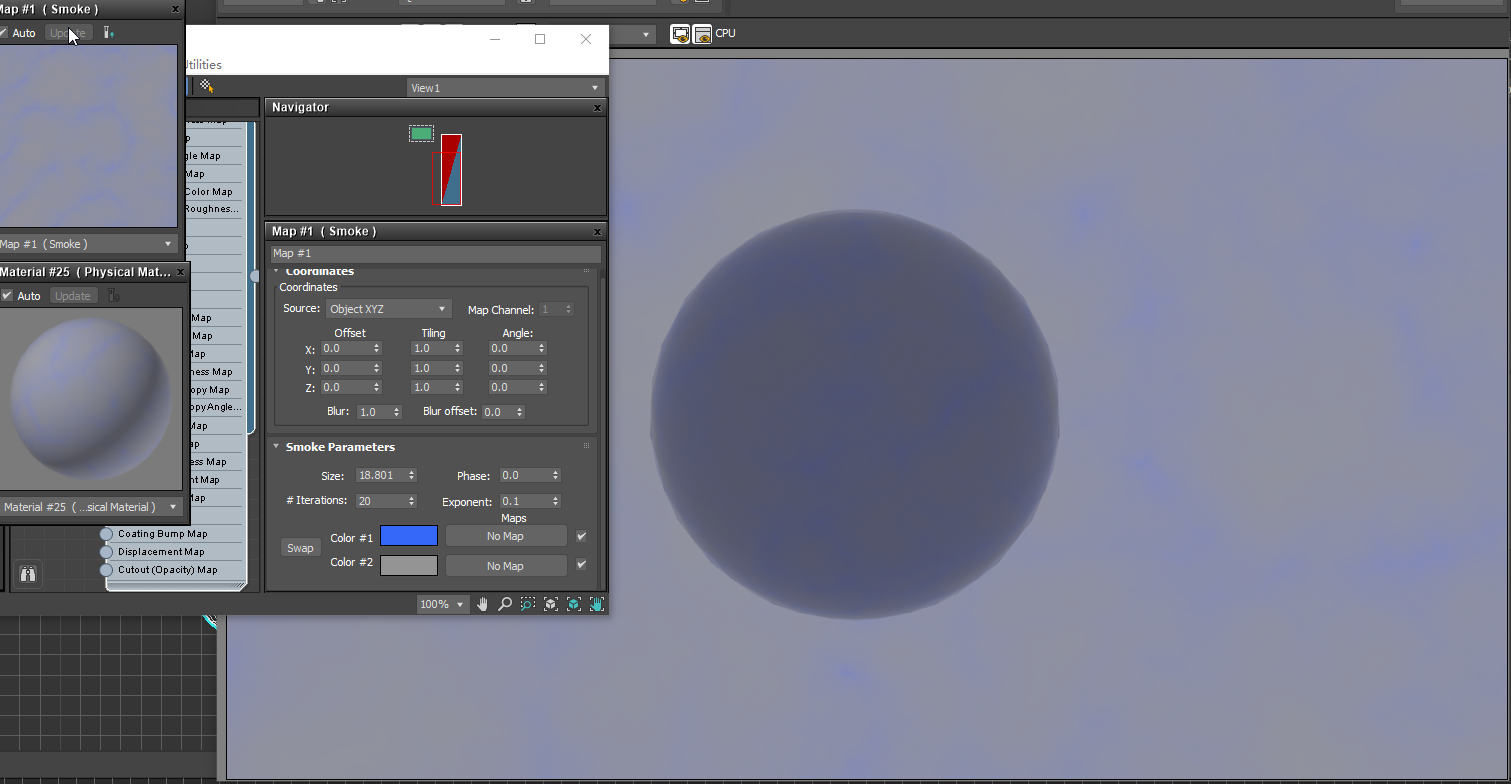 Map #1 ( Smoke )
Auto
Update
CPU
Utilities
View1
Navigator
gle Map
Map
Color Map
Roughnes...
Map #1 ( Smoke )
Map #1 ( Smoke )
Map #1
Coordinates
Coordinates
Source: Object XYZ Map Channel: 1
Offset Tiling Angle:
X: 0.0 1.0 0.0
Y: 0.0 1.0 0.0
Z: 0.0 1.0 0.0
Blur: 1.0 Blur offset: 0.0
Material #25 ( Physical Mat...
Auto
Update
Map
Map
Map
ness Map
opy Map
opyAngle...
Map
ap
ess Map
nt Map
Map
Material #25 ( ...sical Material )
Coating Bump Map
Displacement Map
Cutout (Opacity) Map
Smoke Parameters
Size: 18.801 Phase: 0.0
# Iterations: 20 Exponent: 0.1
Maps
Swap
Color #1 No Map
Color #2 No Map
100%